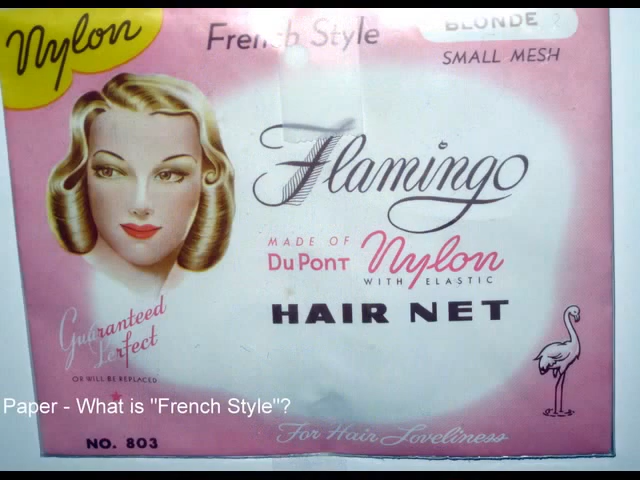 Nylon
French Style
BLONDE
SMALL MESH
Flamingo
MADE OF
DuPONT Nylon
WITH ELASTIC
HAIR NET
Guaranteed
Perfect
OR WILL BE REPLACED
Paper - What is "French Style"?
NO. 803
For Hair Loveliness